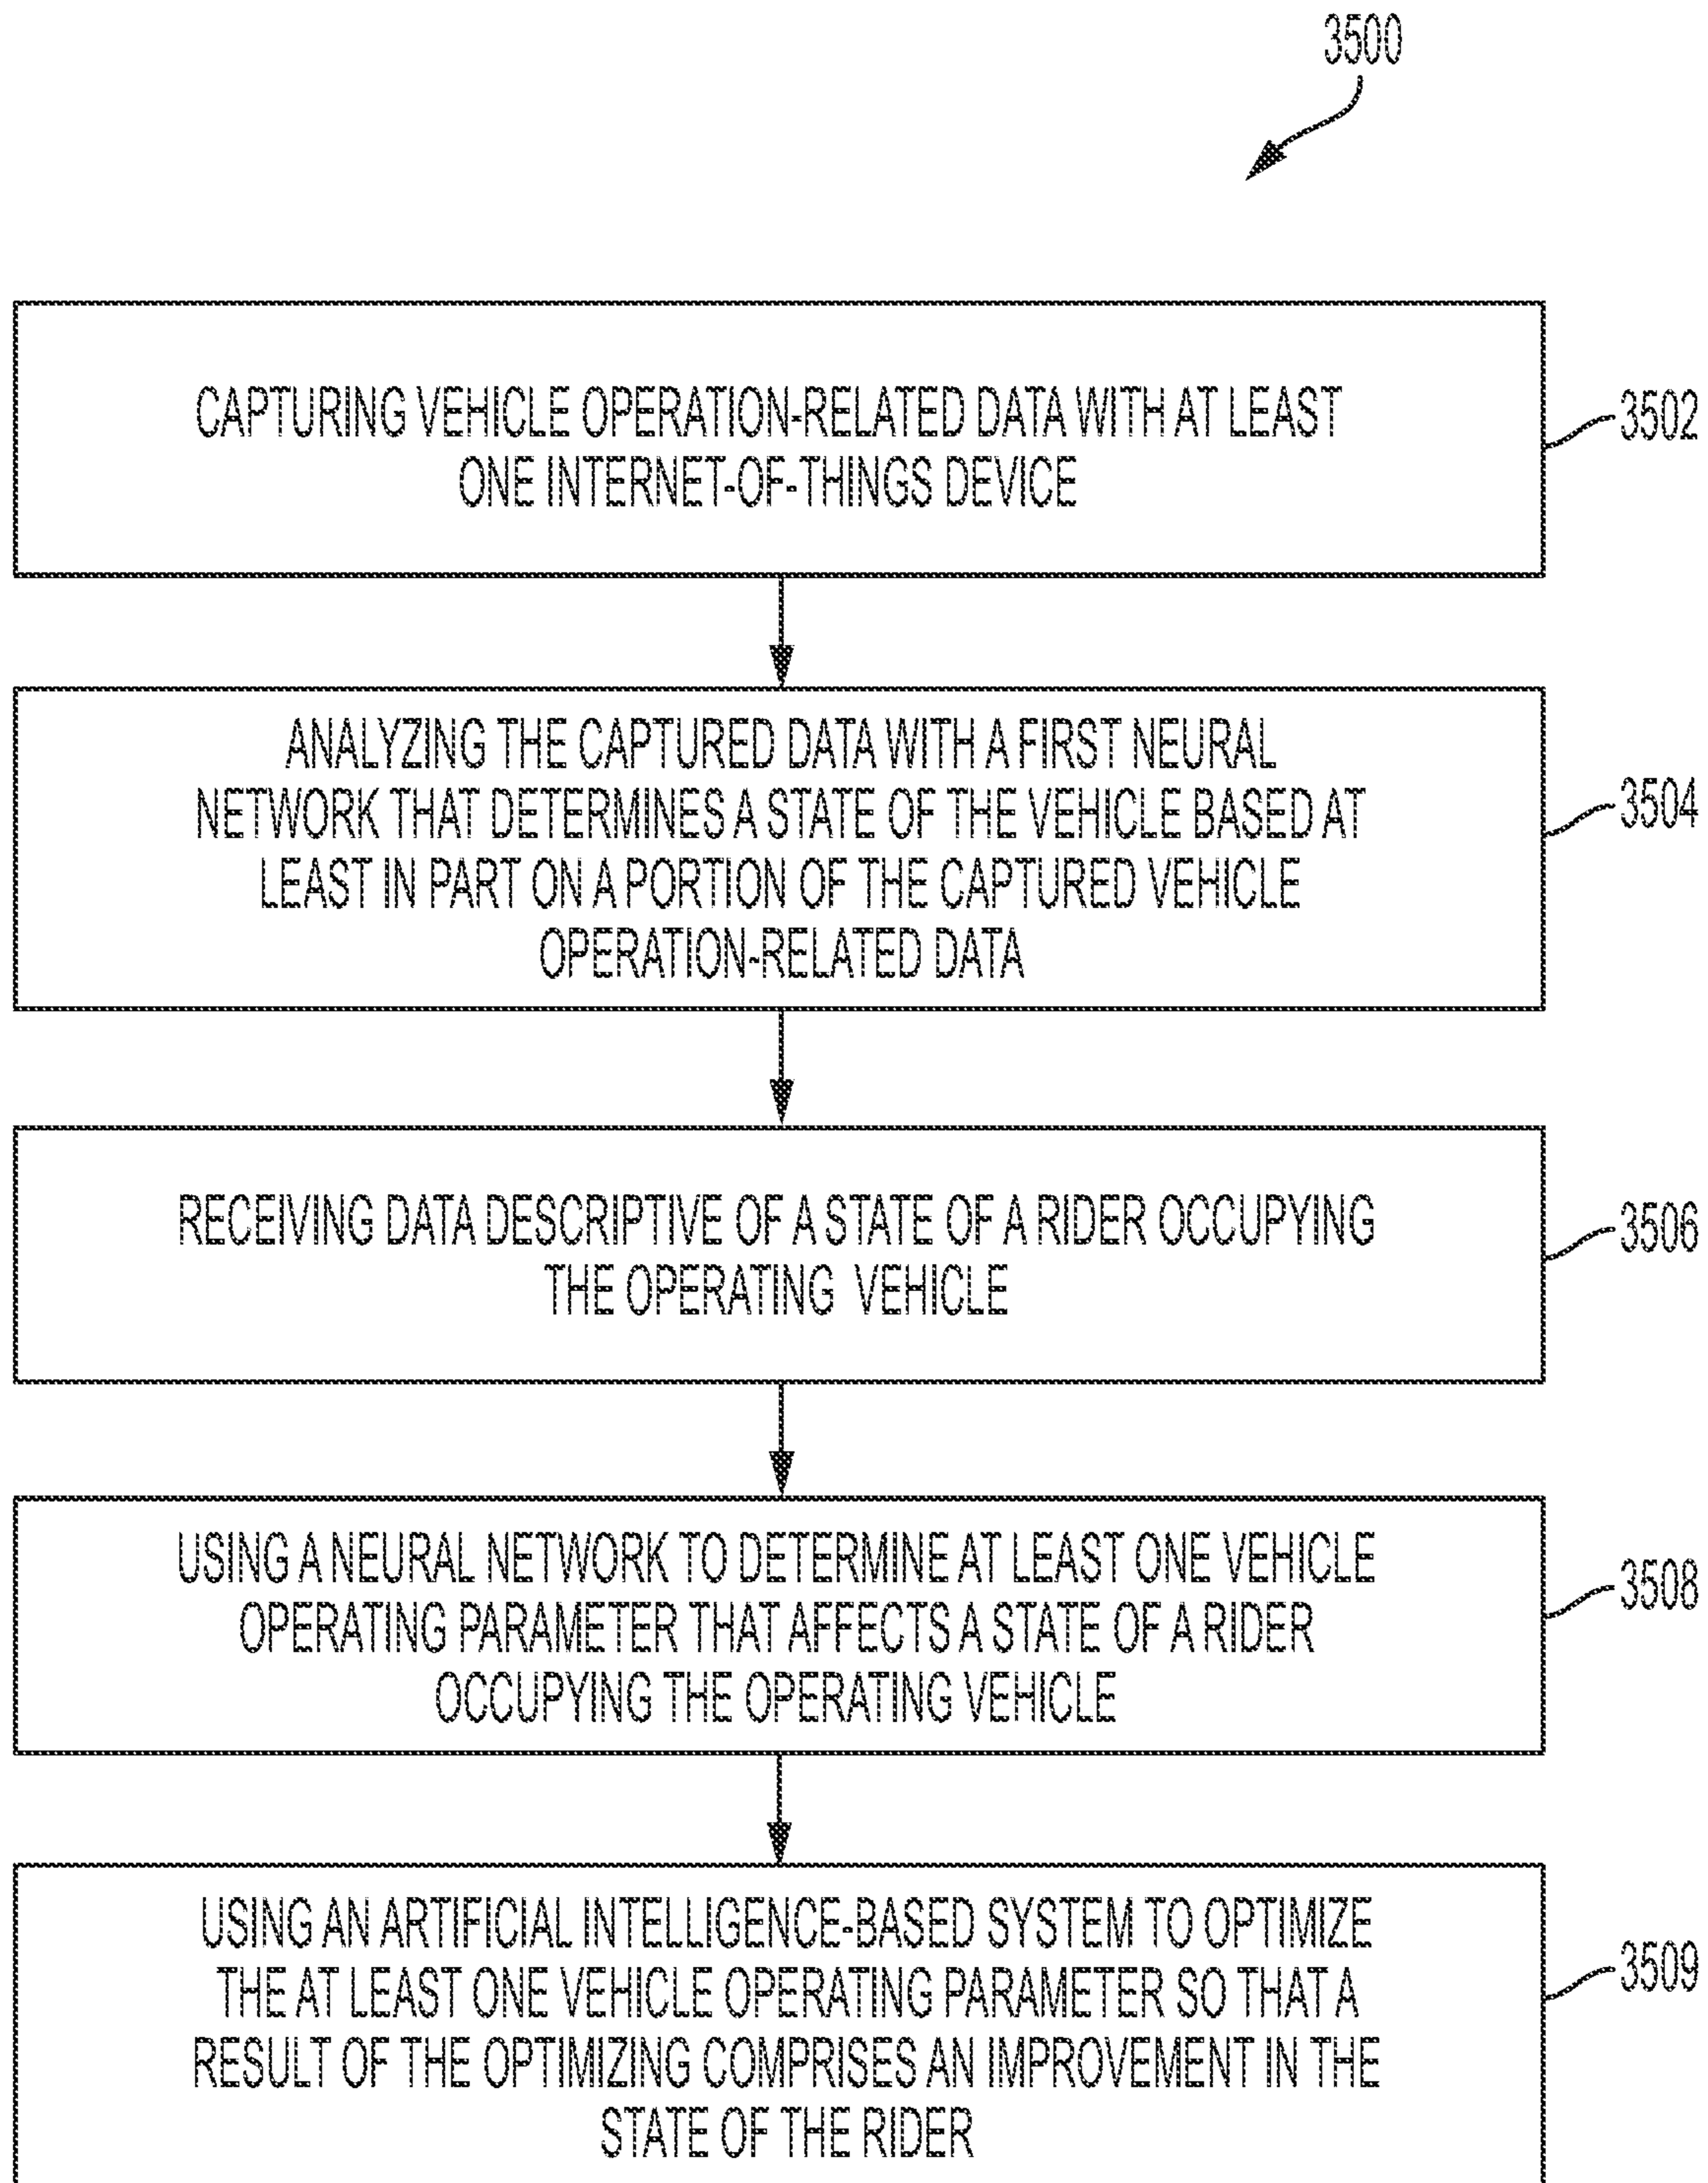 3500
CAPTURING VEHICLE OPERATION-RELATED DATA WITH AT LEAST
ONE INTERNET-OF-THINGS DEVICE
3502
ANALYZING THE CAPTURED DATA WITH A FIRST NEURAL
NETWORK THAT DETERMINES A STATE OF THE VEHICLE BASED AT
LEAST IN PART ON A PORTION OF THE CAPTURED VEHICLE
OPERATION-RELATED DATA
3504
RECEIVING DATA DESCRIPTIVE OF A STATE OF A RIDER OCCUPYING
THE OPERATING VEHICLE
3506
USING A NEURAL NETWORK TO DETERMINE AT LEAST ONE VEHICLE
OPERATING PARAMETER THAT AFFECTS A STATE OF A RIDER
OCCUPYING THE OPERATING VEHICLE
3508
USING AN ARTIFICIAL INTELLIGENCE-BASED SYSTEM TO OPTIMIZE
THE AT LEAST ONE VEHICLE OPERATING PARAMETER SO THAT A
RESULT OF THE OPTIMIZING COMPRISES AN IMPROVEMENT IN THE
STATE OF THE RIDER
3509